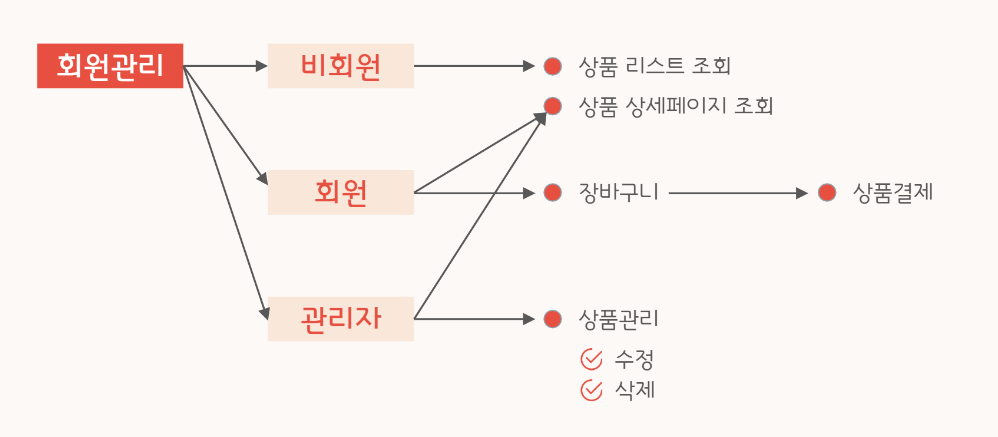 회원관리
비회원
상품 리스트 조회
상품 상세페이지 조회
회원
장바구니
상품결제
관리자
상품관리
수정
삭제